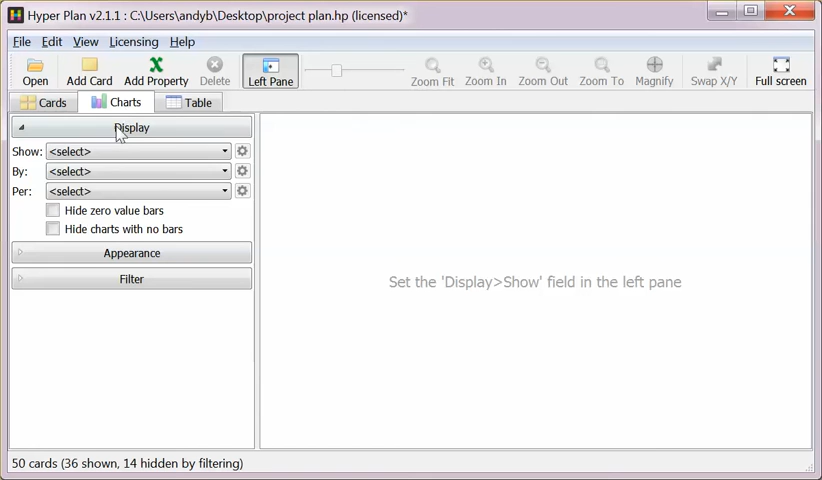 Hyper Plan v2.1.1 : C:\Users\andyb\Desktop\project plan.hp (licensed)*
File Edit View Licensing Help
Open Add Card Add Property Delete Left Pane Zoom Fit Zoom In Zoom Out Zoom To Magnify Swap X/Y Full screen
Cards Charts Table
Display
Show: <select>
By: <select>
Per: <select>
Hide zero value bars
Hide charts with no bars
Appearance
Filter
Set the 'Display>Show' field in the left pane
50 cards (36 shown, 14 hidden by filtering)